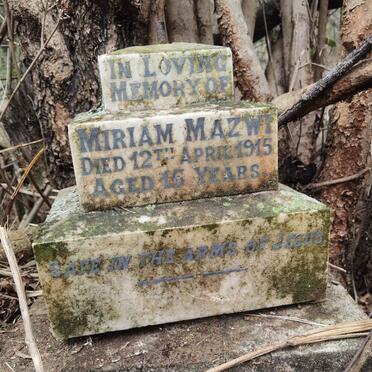 IN LOVING
MEMORY OF
MIRIAM MAZWI
DIED 12TH APRIL 1915
AGED 16 YEARS
SAFE IN THE ARMS OF JESUS